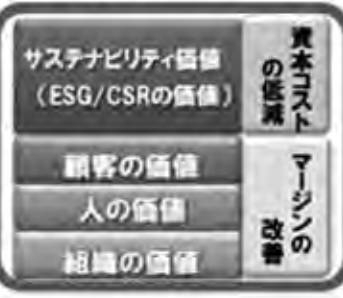 サステナビリティ価値
（ESG/CSRの価値）
資本コスト
の低減
顧客の価値
人の価値
組織の価値
マージンの
改善